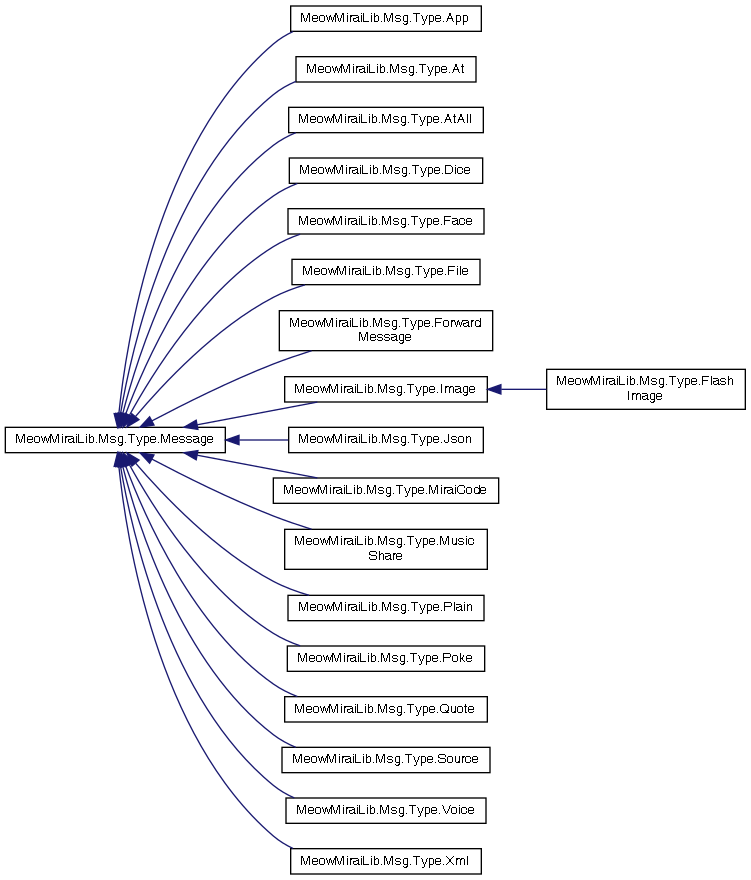 MeowMiraiLib.Msg.Type.App
MeowMiraiLib.Msg.Type.At
MeowMiraiLib.Msg.Type.AtAll
MeowMiraiLib.Msg.Type.Dice
MeowMiraiLib.Msg.Type.Face
MeowMiraiLib.Msg.Type.File
MeowMiraiLib.Msg.Type.Forward
Message
MeowMiraiLib.Msg.Type.Image
MeowMiraiLib.Msg.Type.Flash
Image
MeowMiraiLib.Msg.Type.Message
MeowMiraiLib.Msg.Type.Json
MeowMiraiLib.Msg.Type.MiraiCode
MeowMiraiLib.Msg.Type.Music
Share
MeowMiraiLib.Msg.Type.Plain
MeowMiraiLib.Msg.Type.Poke
MeowMiraiLib.Msg.Type.Quote
MeowMiraiLib.Msg.Type.Source
MeowMiraiLib.Msg.Type.Voice
MeowMiraiLib.Msg.Type.Xml